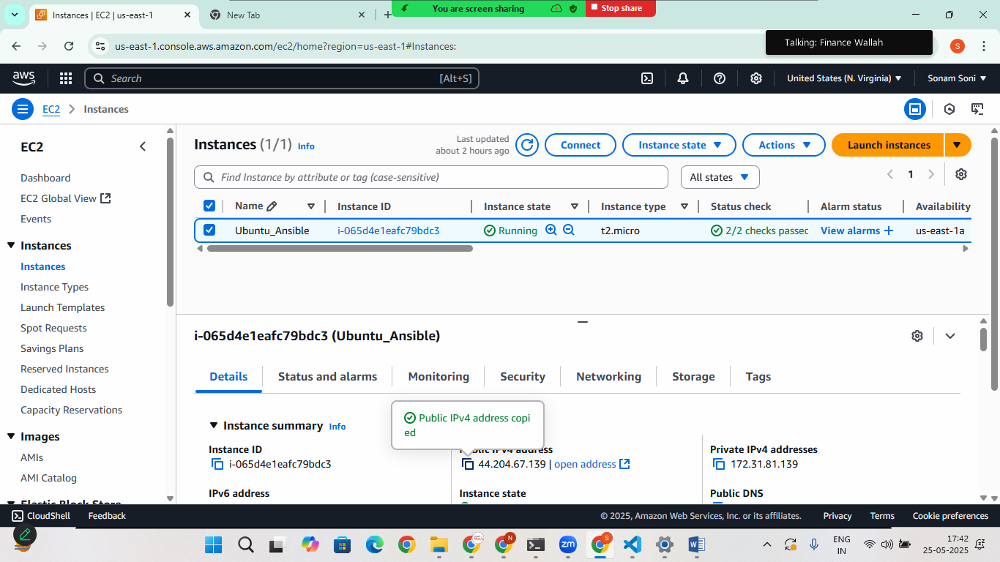 Instances | EC2 | us-east-1
New Tab
You are screen sharing
Stop share
us-east-1.console.aws.amazon.com/ec2/home?region=us-east-1#Instances:
Talking: Finance Wallah
S
aws
Search
[Alt+S]
United States (N. Virginia)
Sonam Soni
EC2
Instances
EC2
Dashboard
EC2 Global View
Events
Instances
Instances
Instance Types
Launch Templates
Spot Requests
Savings Plans
Reserved Instances
Dedicated Hosts
Capacity Reservations
Images
AMIs
AMI Catalog
Elastic Block Store
Instances (1/1) Info
Last updated
about 2 hours ago
Connect
Instance state
Actions
Launch instances
Find Instance by attribute or tag (case-sensitive)
All states
1
Name
Instance ID
Instance state
Instance type
Status check
Alarm status
Availability
Ubuntu_Ansible
i-065d4e1eafc79bdc3
Running
t2.micro
2/2 checks passec
View alarms
us-east-1a
i-065d4e1eafc79bdc3 (Ubuntu_Ansible)
Details
Status and alarms
Monitoring
Security
Networking
Storage
Tags
Public IPv4 address copi
ed
Instance summary Info
Instance ID
i-065d4e1eafc79bdc3
Public IPv4 address
44.204.67.139 | open address
Private IPv4 addresses
172.31.81.139
IPv6 address
Instance state
Public DNS
CloudShell
Feedback
© 2025, Amazon Web Services, Inc. or its affiliates.
Privacy
Terms
Cookie preferences
N
zm
S
ENG
IN
17:42
25-05-2025